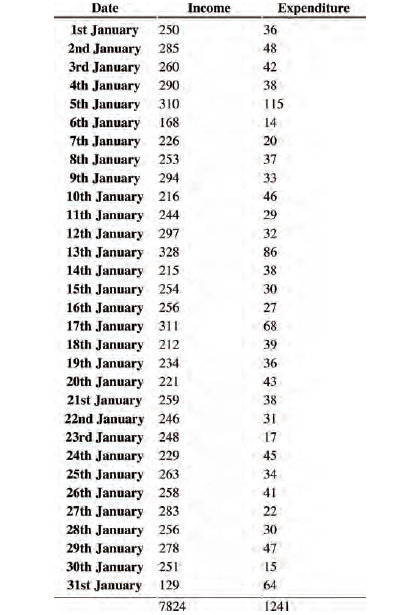 Date Income Expenditure
1st January 250 36
2nd January 285 48
3rd January 260 42
4th January 290 38
5th January 310 115
6th January 168 14
7th January 226 20
8th January 253 37
9th January 294 33
10th January 216 46
11th January 244 29
12th January 297 32
13th January 328 86
14th January 215 38
15th January 254 30
16th January 256 27
17th January 311 68
18th January 212 39
19th January 234 36
20th January 221 43
21st January 259 38
22nd January 246 31
23rd January 248 17
24th January 229 45
25th January 263 34
26th January 258 41
27th January 283 22
28th January 256 30
29th January 278 47
30th January 251 15
31st January 129 64
7824 1241